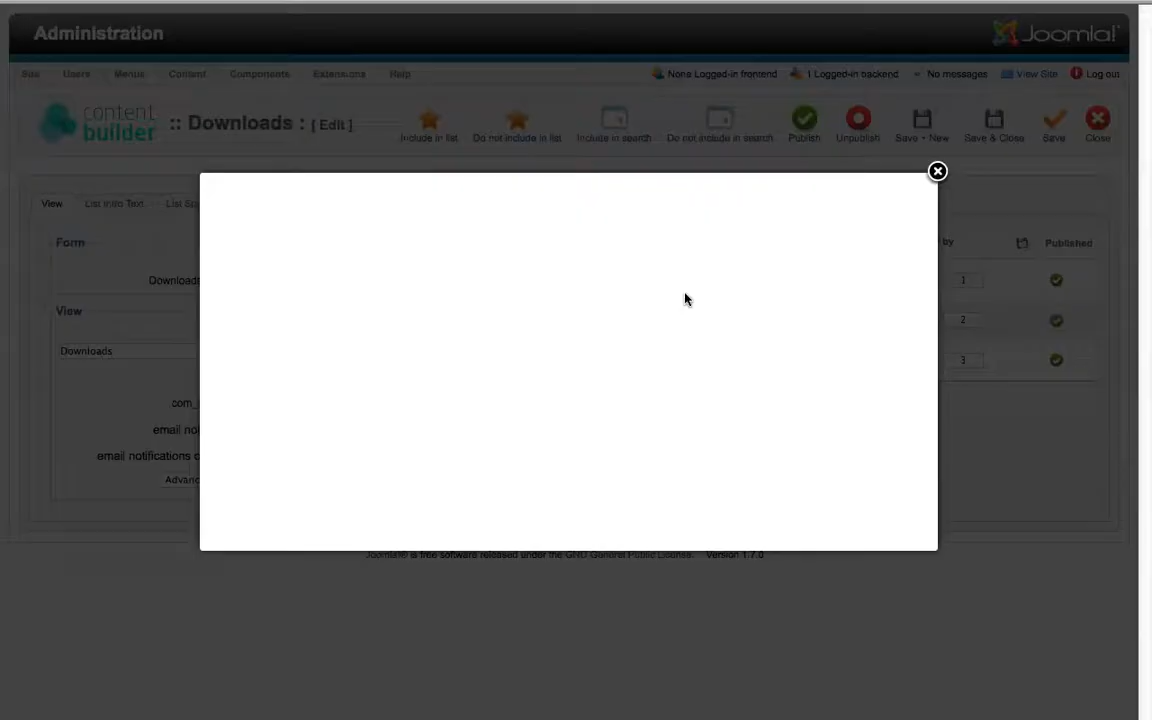 Administration
Joomla!
Site Users Menus Content Components Extensions Help
None Logged-in frontend 1 Logged-in backend No messages View Site Log out
content
builder
:: Downloads : [ Edit ]
Include in list Do not include in list Include in search Do not include in search Publish Unpublish Save + New Save & Close Save Close
View List Intro Text List
Form
by Published
Downloads
1
View
2
Downloads
3
com_
email
email notifications
Joomla!® is free software released under the GNU General Public License. Version 1.7.0